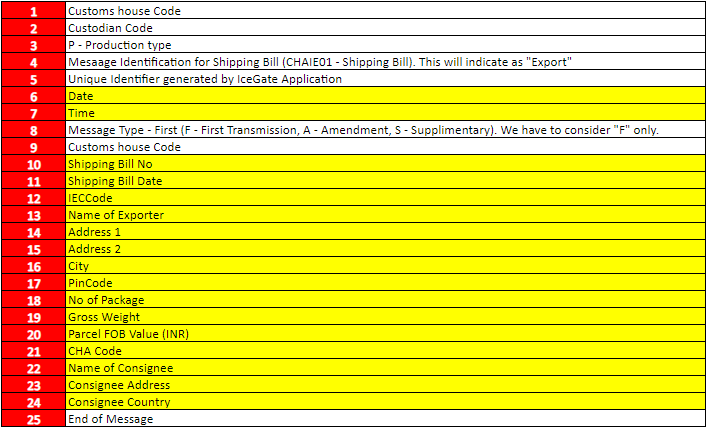 1 Customs house Code
2 Custodian Code
3 P - Production type
4 Mesaage Identification for Shipping Bill (CHAIE01 - Shipping Bill). This will indicate as "Export"
5 Unique Identifier generated by IceGate Application
6 Date
7 Time
8 Message Type - First (F - First Transmission, A - Amendment, S - Supplimentary). We have to consider "F" only.
9 Customs house Code
10 Shipping Bill No
11 Shipping Bill Date
12 IECCode
13 Name of Exporter
14 Address 1
15 Address 2
16 City
17 PinCode
18 No of Package
19 Gross Weight
20 Parcel FOB Value (INR)
21 CHA Code
22 Name of Consignee
23 Consignee Address
24 Consignee Country
25 End of Message